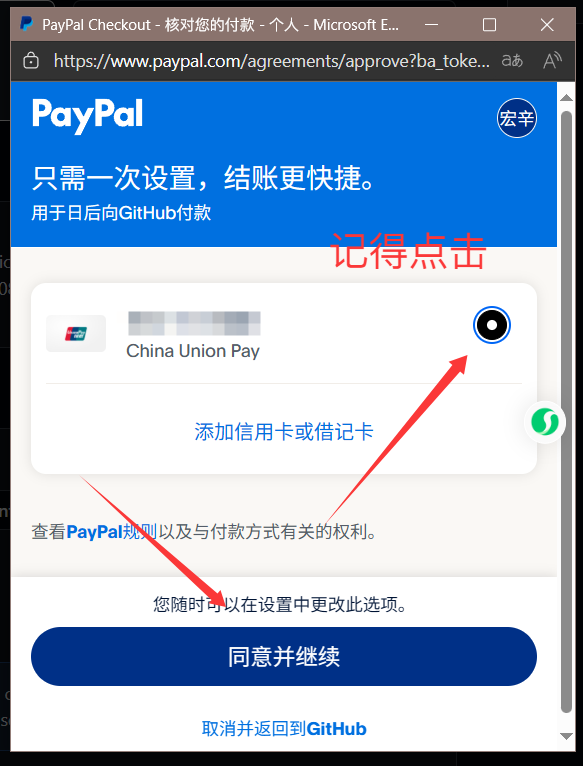 PayPal Checkout - 核对您的付款 - 个人 - Microsoft E...
https://www.paypal.com/agreements/approve?ba_toke...
あぁ
A
PayPal
宏辛
只需一次设置，结账更快捷。
用于日后向GitHub付款
记得点击
China Union Pay
添加信用卡或借记卡
查看PayPal规则以及与付款方式有关的权利。
您随时可以在设置中更改此选项。
同意并继续
取消并返回到GitHub